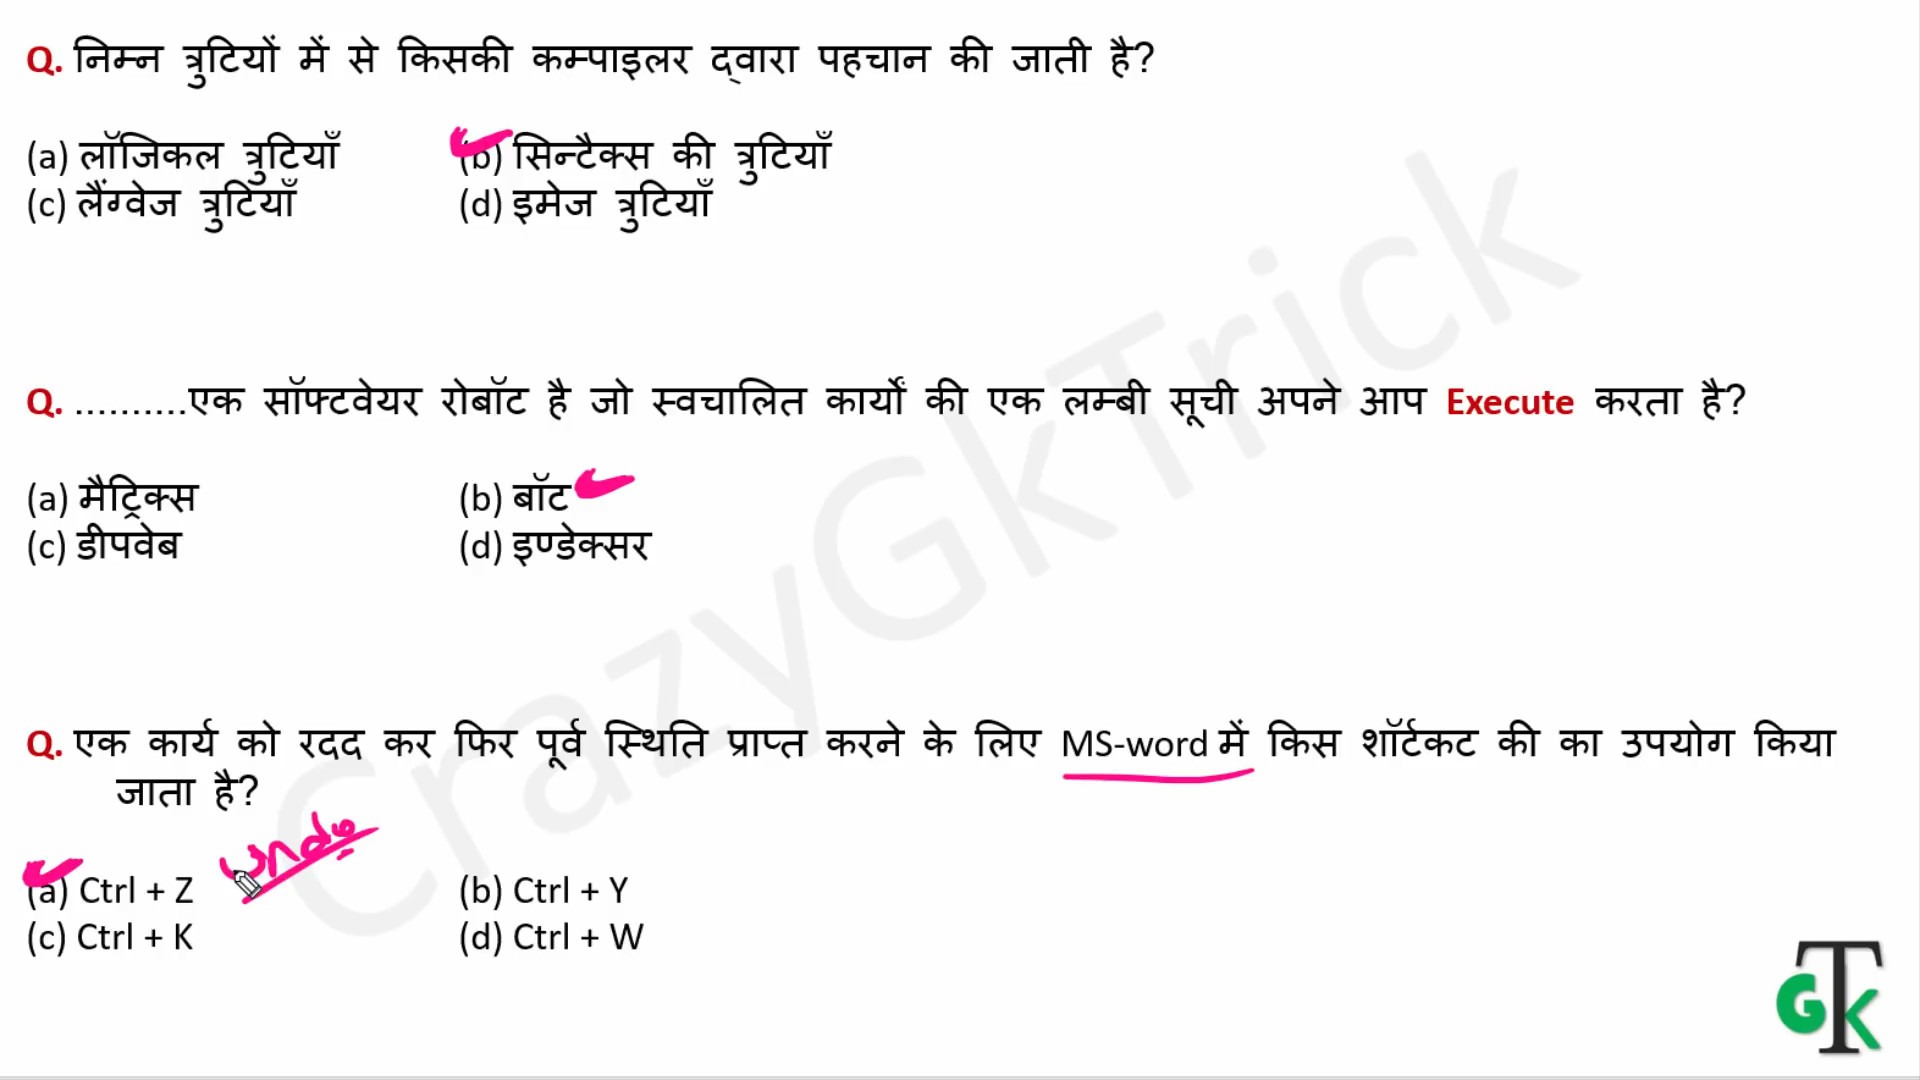 Q. निम्न त्रुटियों में से किसकी कम्पाइलर द्वारा पहचान की जाती है?
(a) लॉजिकल त्रुटियाँ (b) सिन्टैक्स की त्रुटियाँ
(c) लैंग्वेज त्रुटियाँ (d) इमेज त्रुटियाँ
Q. ..........एक सॉफ्टवेयर रोबॉट है जो स्वचालित कार्यों की एक लम्बी सूची अपने आप Execute करता है?
(a) मैट्रिक्स (b) बॉट
(c) डीपवेब (d) इण्डेक्सर
Q. एक कार्य को रदद कर फिर पूर्व स्थिति प्राप्त करने के लिए MS-word में किस शॉर्टकट की का उपयोग किया
जाता है?
undo
(a) Ctrl + Z (b) Ctrl + Y
(c) Ctrl + K (d) Ctrl + W
CrazyGkTrick
GTK